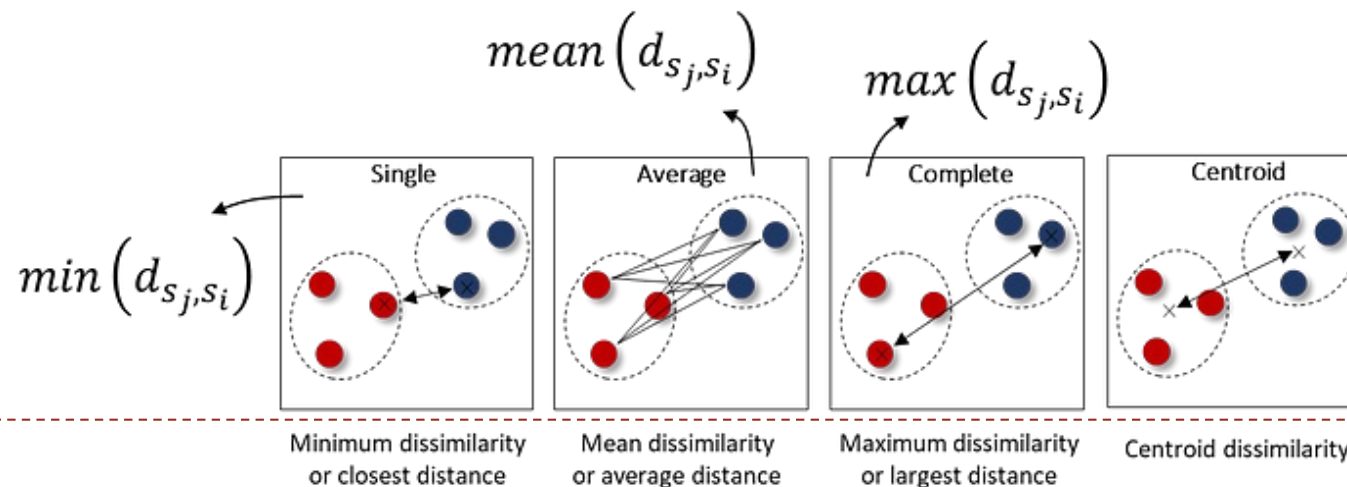 mean(d_{s_j,s_i})
max(d_{s_j,s_i})
Single
Average
Complete
Centroid
min(d_{s_j,s_i})
Minimum dissimilarity
or closest distance
Mean dissimilarity
or average distance
Maximum dissimilarity
or largest distance
Centroid dissimilarity